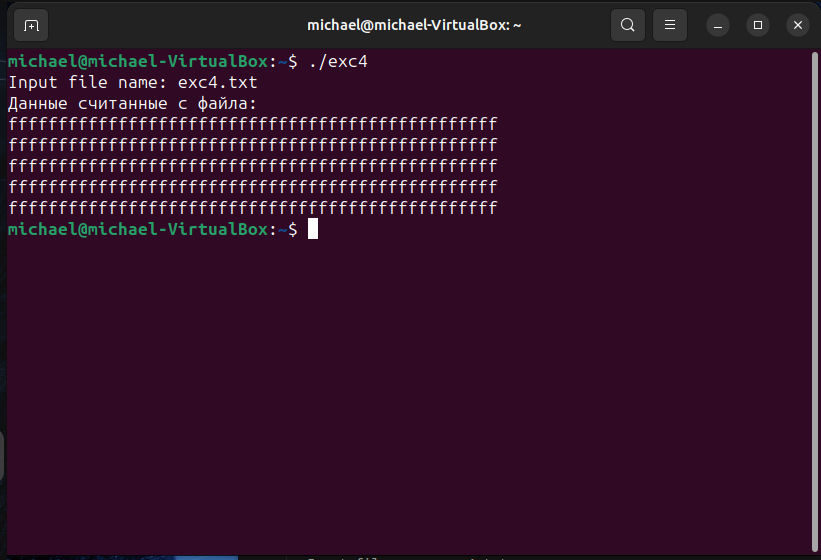 michael@michael-VirtualBox: ~
michael@michael-VirtualBox:~$ ./exc4
Input file name: exc4.txt
Данные считанные с файла:
fffffffffffffffffffffffffffffffffffffffffffffffff
fffffffffffffffffffffffffffffffffffffffffffffffff
fffffffffffffffffffffffffffffffffffffffffffffffff
fffffffffffffffffffffffffffffffffffffffffffffffff
fffffffffffffffffffffffffffffffffffffffffffffffff
michael@michael-VirtualBox:~$